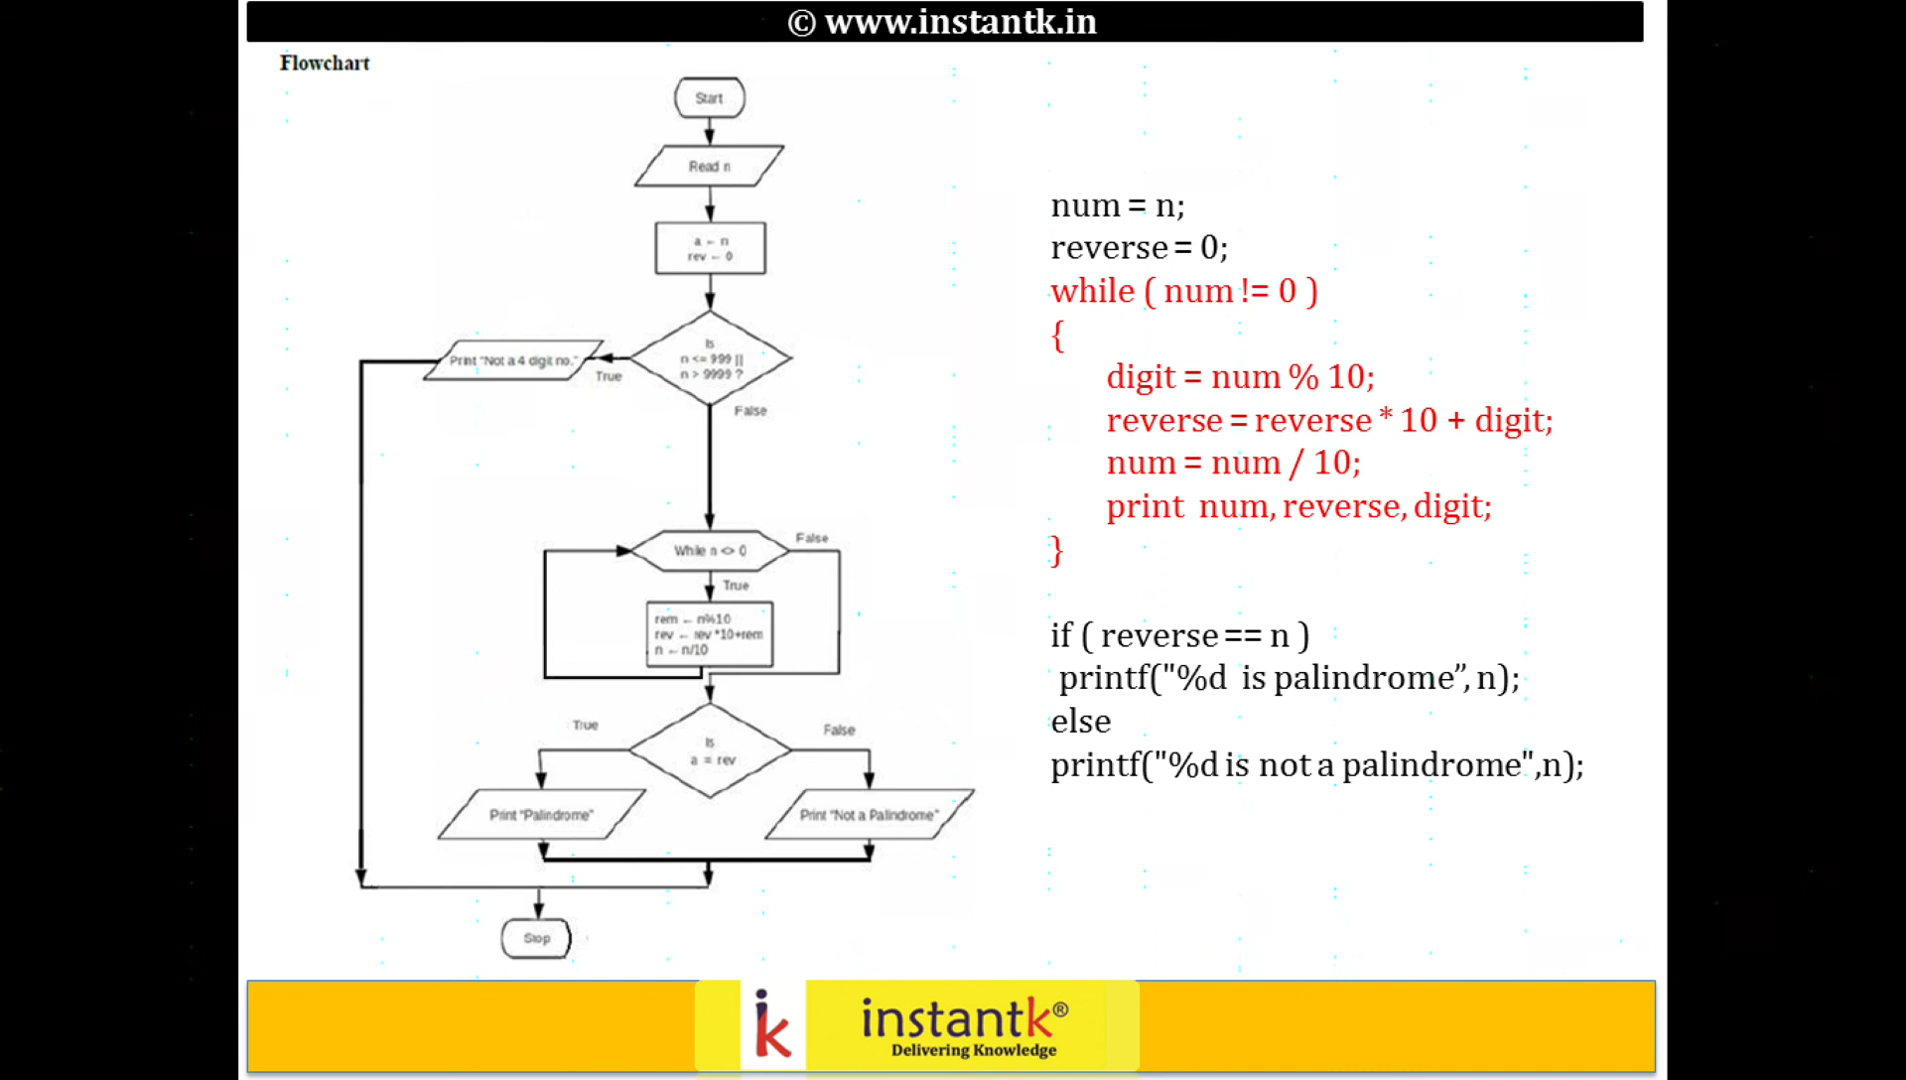 © www.instantk.in
Flowchart
Start
Read n
a ← n
rev ← 0
Is
n <= 999 ||
n > 9999 ?
True
False
Print "Not a 4 digit no."
While n <> 0
False
True
rem ← n%10
rev ← rev *10+rem
n ← n/10
Is
a = rev
True
False
Print "Palindrome"
Print "Not a Palindrome"
Stop
num = n;
reverse = 0;
while ( num != 0 )
{
digit = num % 10;
reverse = reverse * 10 + digit;
num = num / 10;
print num, reverse, digit;
}
if ( reverse == n )
printf("%d is palindrome”, n);
else
printf("%d is not a palindrome",n);
ik
instantk®
Delivering Knowledge